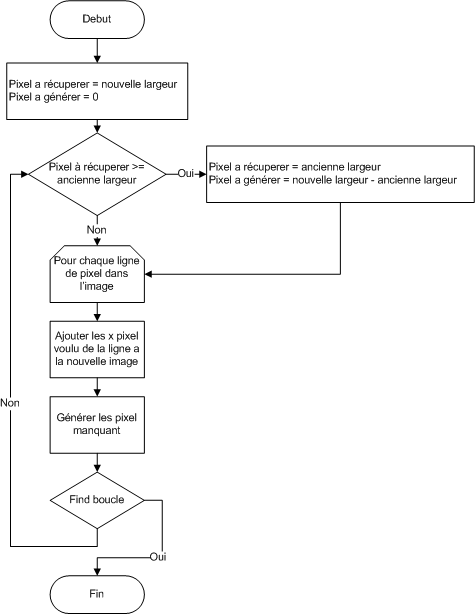 Debut
Pixel a récuperer = nouvelle largeur
Pixel a générer = 0
Pixel à récuperer >=
ancienne largeur
Oui
Pixel a récuperer = ancienne largeur
Pixel a générer = nouvelle largeur - ancienne largeur
Non
Pour chaque ligne
de pixel dans
l'image
Ajouter les x pixel
voulu de la ligne a
la nouvelle image
Non
Générer les pixel
manquant
Find boucle
Oui
Fin